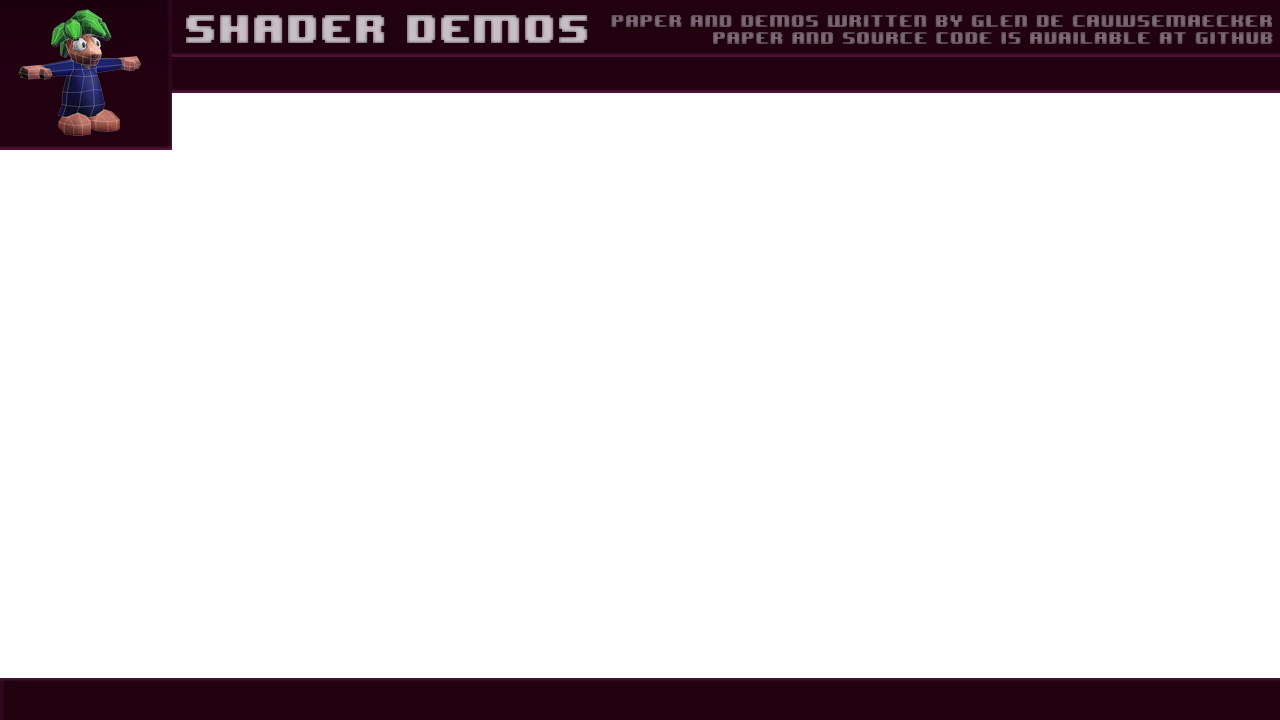 SHADER DEMOS
PAPER AND DEMOS WRITTEN BY GLEN DE CAUWSEMAECKER
PAPER AND SOURCE CODE IS AVAILABLE AT GITHUB